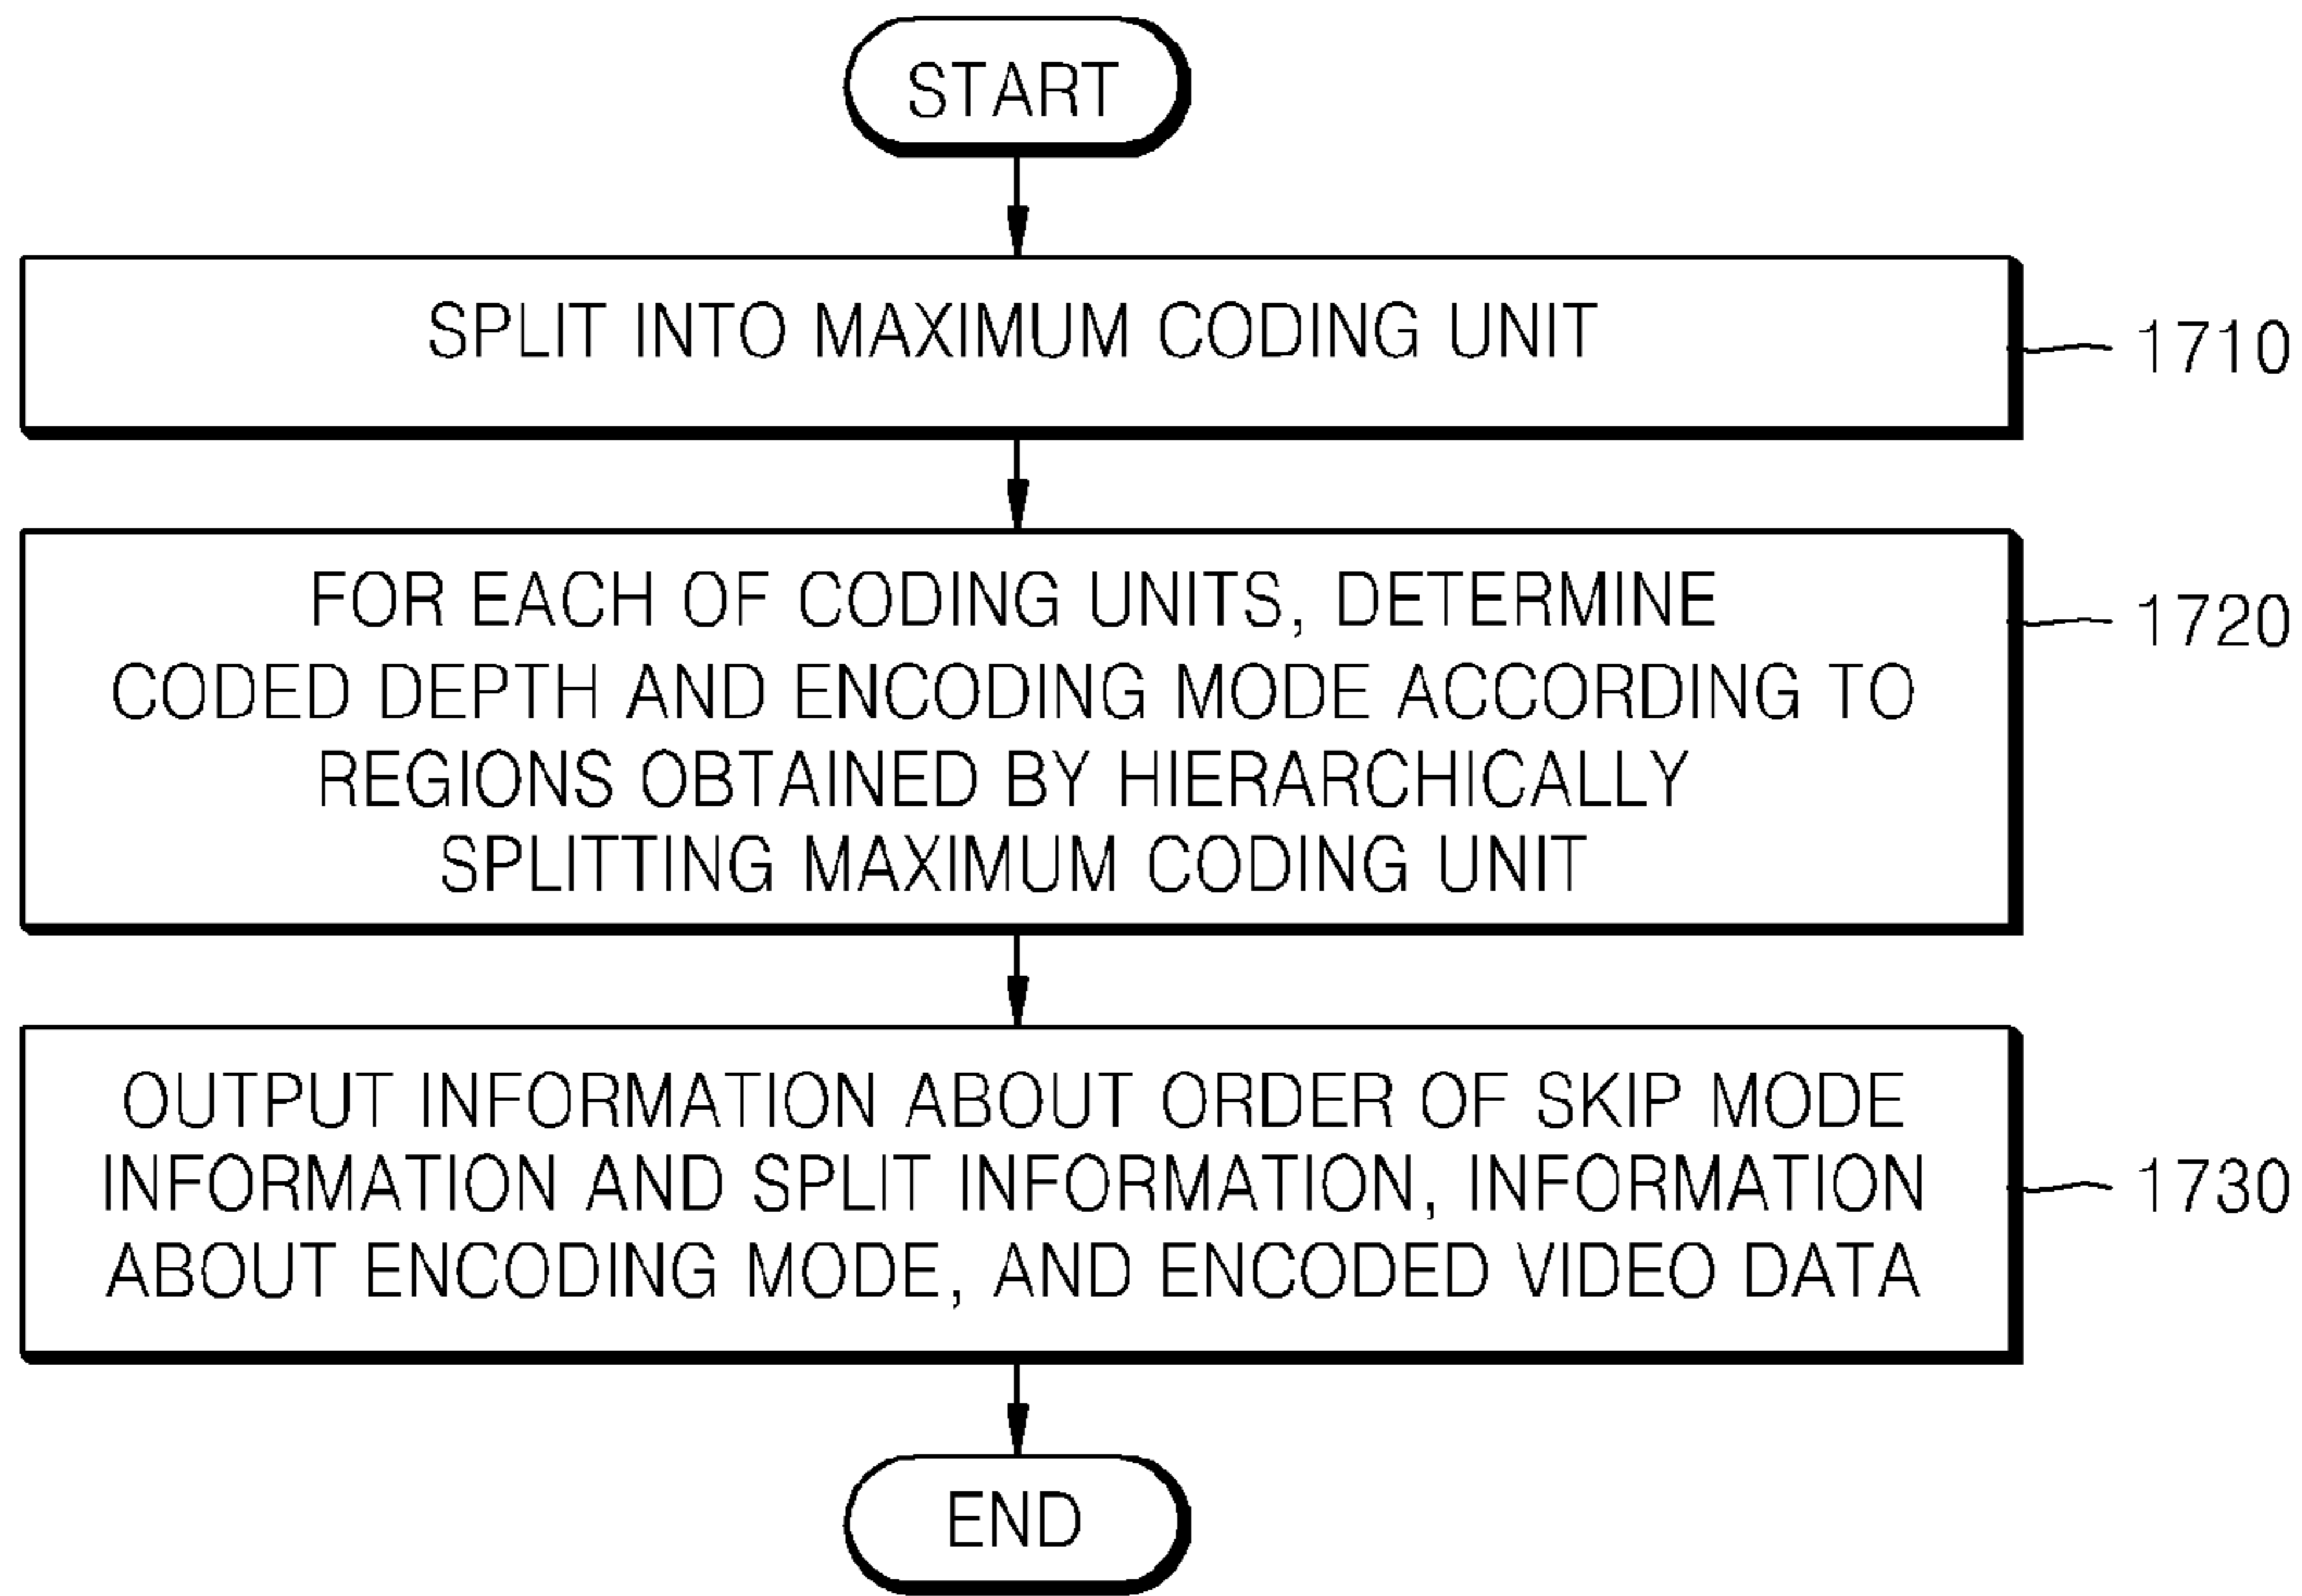 START
SPLIT INTO MAXIMUM CODING UNIT
1710
FOR EACH OF CODING UNITS, DETERMINE
CODED DEPTH AND ENCODING MODE ACCORDING TO
REGIONS OBTAINED BY HIERARCHICALLY
SPLITTING MAXIMUM CODING UNIT
1720
OUTPUT INFORMATION ABOUT ORDER OF SKIP MODE
INFORMATION AND SPLIT INFORMATION, INFORMATION
ABOUT ENCODING MODE, AND ENCODED VIDEO DATA
1730
END